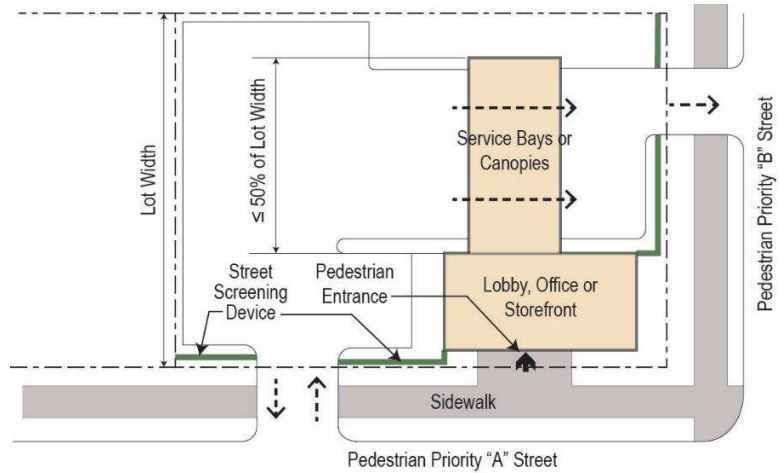 Lot Width
≤ 50% of Lot Width
Service Bays or
Canopies
Pedestrian Priority “B” Street
Street
Screening
Device
Pedestrian
Entrance
Lobby, Office or
Storefront
Sidewalk
Pedestrian Priority “A” Street